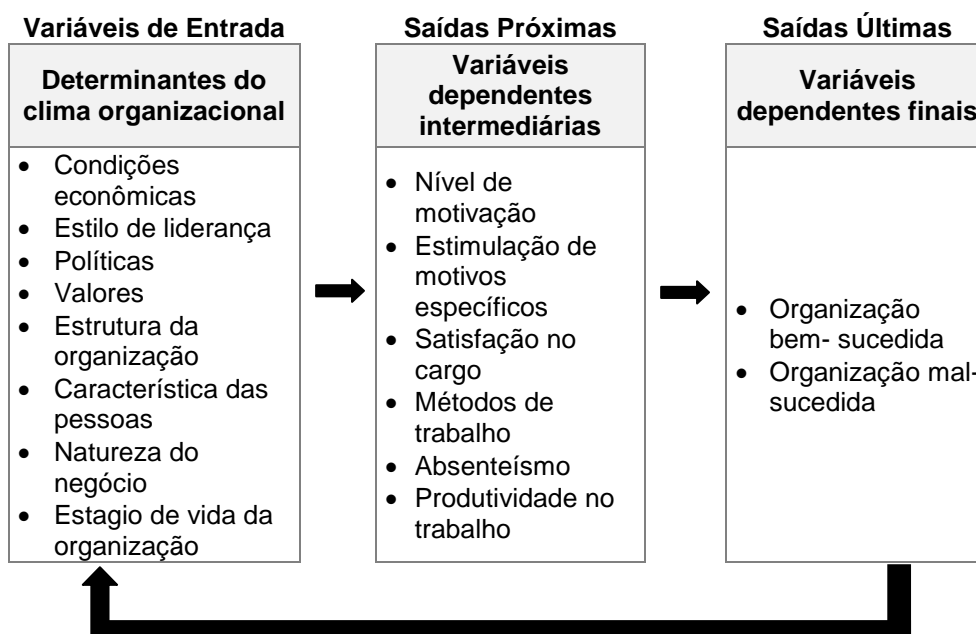 Variáveis de Entrada
Determinantes do
clima organizacional
• Condições
econômicas
• Estilo de liderança
• Políticas
• Valores
• Estrutura da
organização
• Característica das
pessoas
• Natureza do
negócio
• Estagio de vida da
organização
Saídas Próximas
Variáveis
dependentes
intermediárias
• Nível de
motivação
• Estimulação de
motivos
específicos
• Satisfação no
cargo
• Métodos de
trabalho
• Absenteísmo
• Produtividade no
trabalho
Saídas Últimas
Variáveis
dependentes finais
• Organização
bem- sucedida
• Organização mal-
sucedida